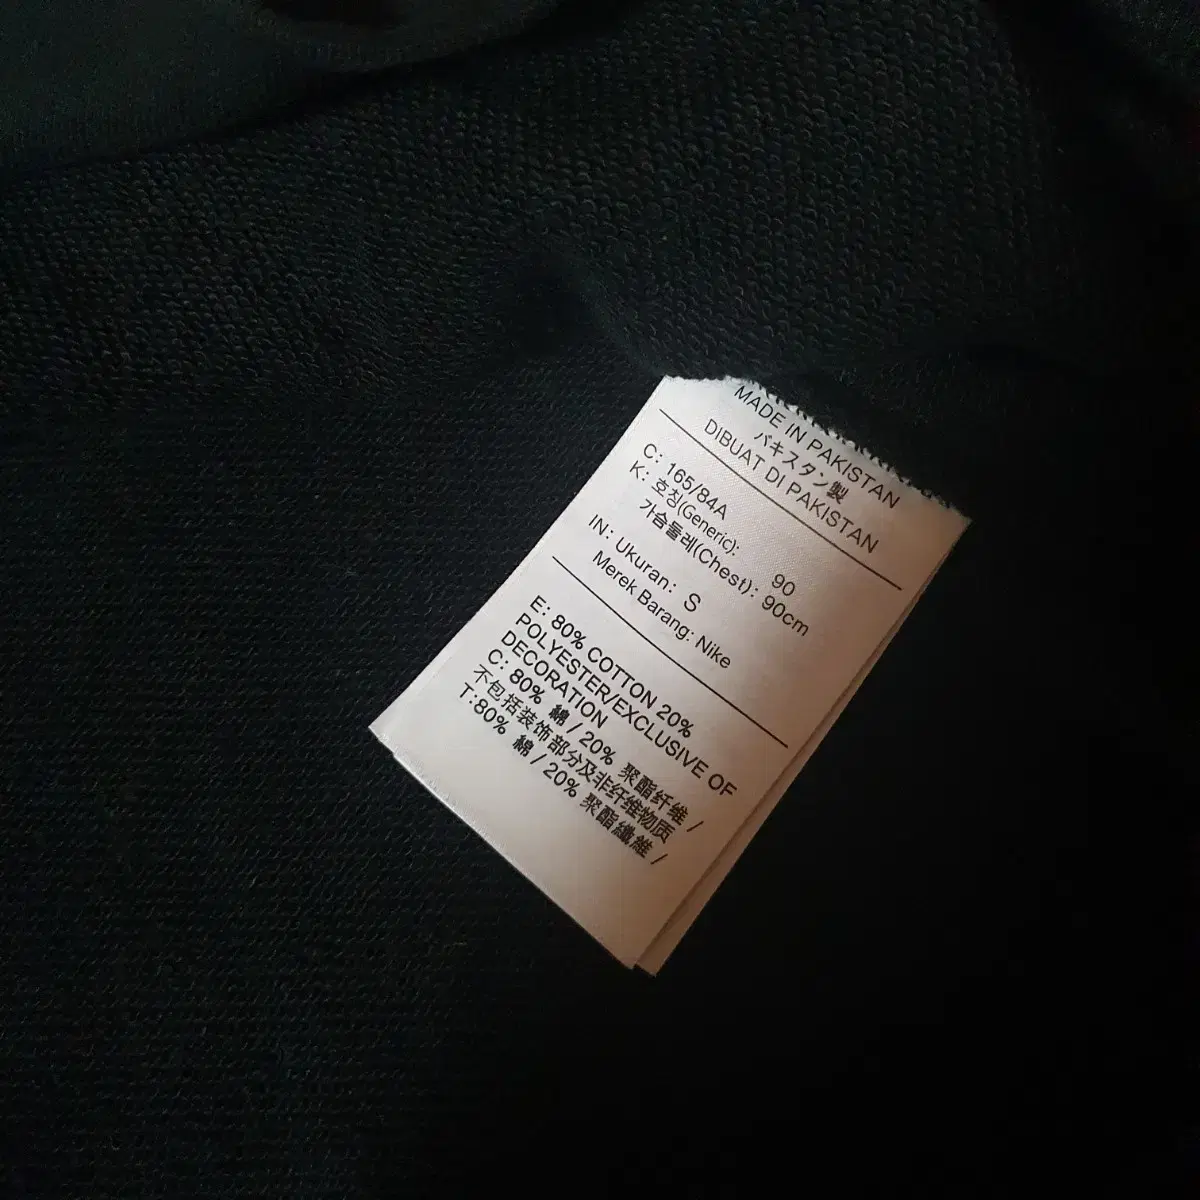 MADE IN PAKISTAN
パキスタン製
DIBUAT DI PAKISTAN
C: 165/84A
K: 호칭(Generic): 90
가슴둘레(Chest): 90cm
IN: Ukuran: S
Merek Barang: Nike
E: 80% COTTON 20%
POLYESTER/EXCLUSIVE OF
DECORATION
C: 80% 綿 / 20% 聚酯纤维 /
不包括装饰部分及非纤维物质
T:80% 綿 / 20% 聚酯纖維 /